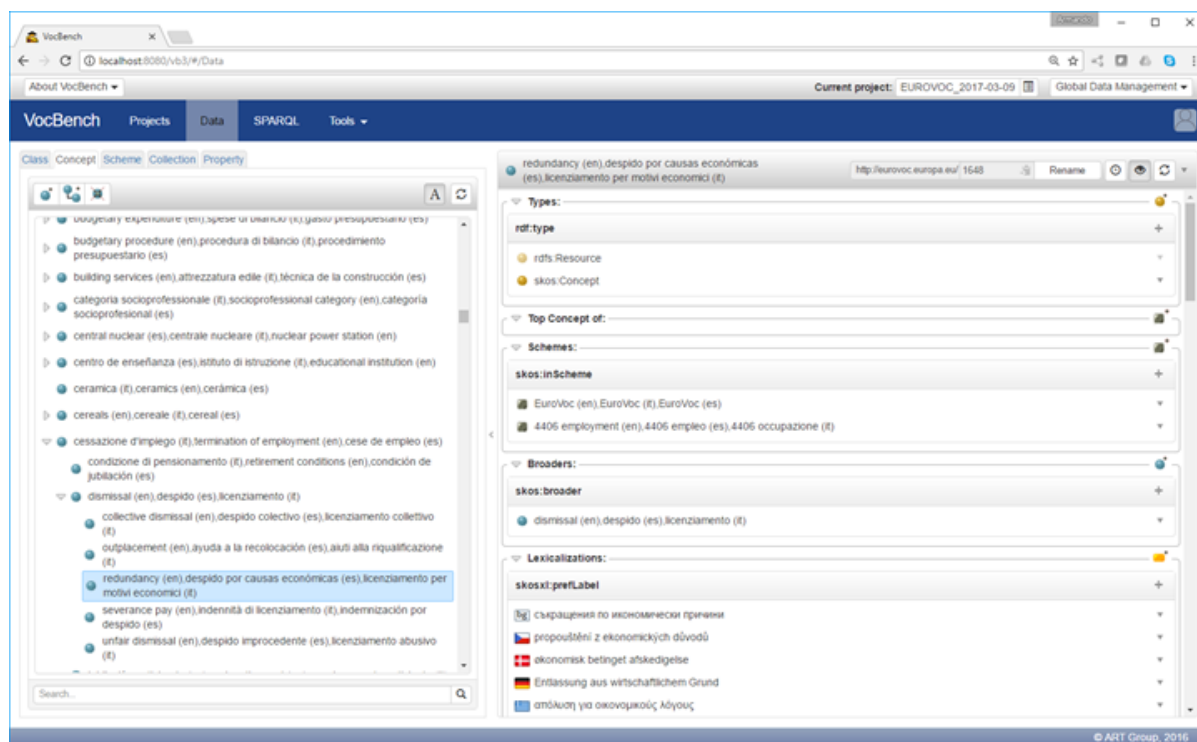 Armando
VocBench
localhost:8080/vb3/#/Data
About VocBench
Current project: EUROVOC_2017-03-09
Global Data Management
VocBench Projects Data SPARQL Tools
Class Concept Scheme Collection Property
A
budgetary expenditure (en),spese di bilancio (it),gasto presupuestario (es)
budgetary procedure (en),procedura di bilancio (it),procedimiento
presupuestario (es)
building services (en),attrezzatura edile (it),técnica de la construcción (es)
categoria socioprofessionale (it),socioprofessional category (en),categoría
socioprofesional (es)
central nuclear (es),centrale nucleare (it),nuclear power station (en)
centro de enseñanza (es),istituto di istruzione (it),educational institution (en)
ceramica (it),ceramics (en),cerámica (es)
cereals (en),cereale (it),cereal (es)
cessazione d'impiego (it),termination of employment (en),cese de empleo (es)
condizione di pensionamento (it),retirement conditions (en),condición de
jubilación (es)
dismissal (en),despido (es),licenziamento (it)
collective dismissal (en),despido colectivo (es),licenziamento collettivo
(it)
outplacement (en),ayuda a la recolocación (es),aiuti alla riqualificazione
(it)
redundancy (en),despido por causas económicas (es),licenziamento per
motivi economici (it)
severance pay (en),indennità di licenziamento (it),indemnización por
despido (es)
unfair dismissal (en),despido improcedente (es),licenziamento abusivo
(it)
Search...
redundancy (en),despido por causas económicas
(es),licenziamento per motivi economici (it)
http://eurovoc.europa.eu/ 1648
Rename
Types:
rdf:type
rdfs:Resource
skos:Concept
Top Concept of:
Schemes:
skos:inScheme
EuroVoc (en),EuroVoc (it),EuroVoc (es)
4406 employment (en),4406 empleo (es),4406 occupazione (it)
Broaders:
skos:broader
dismissal (en),despido (es),licenziamento (it)
Lexicalizations:
skosxl:prefLabel
bg съкращения по икономически причини
propouštění z ekonomických důvodů
økonomisk betinget afskedigelse
Entlassung aus wirtschaftlichem Grund
απόλυση για οικονομικούς λόγους
© ART Group, 2016